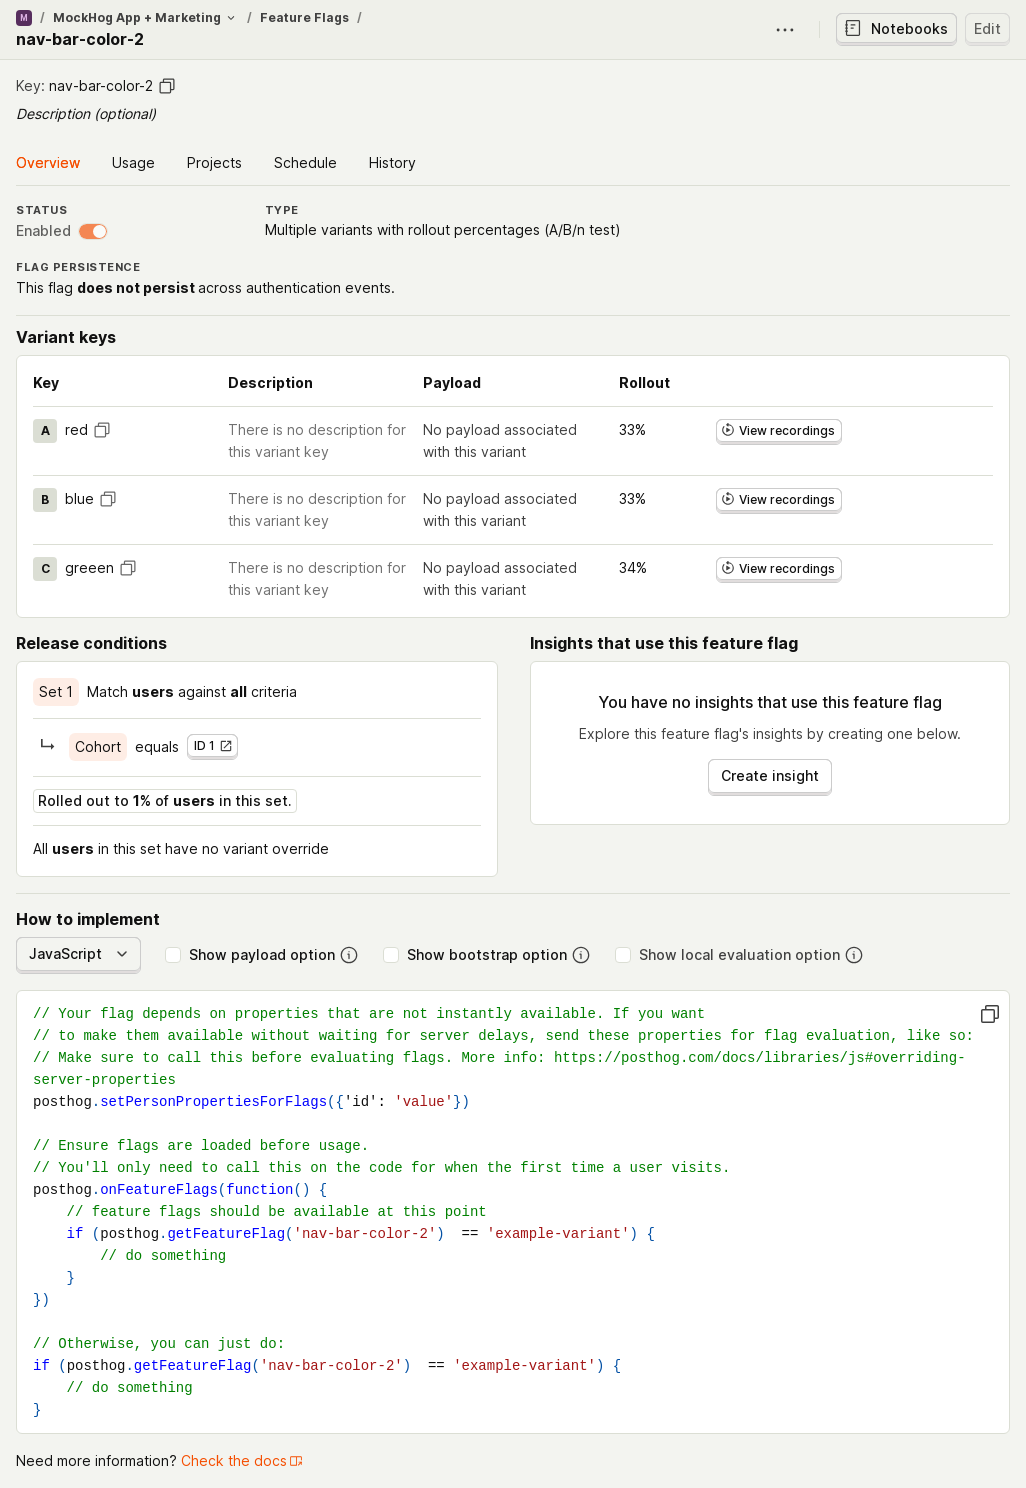 M / MockHog App + Marketing / Feature Flags /
nav-bar-color-2
Notebooks
Edit
Key: nav-bar-color-2
Description (optional)
Overview Usage Projects Schedule History
STATUS TYPE
Enabled Multiple variants with rollout percentages (A/B/n test)
FLAG PERSISTENCE
This flag does not persist across authentication events.
Variant keys
Key Description Payload Rollout
A red There is no description for this variant key No payload associated with this variant 33% View recordings
B blue There is no description for this variant key No payload associated with this variant 33% View recordings
C greeen There is no description for this variant key No payload associated with this variant 34% View recordings
Release conditions
Set 1 Match users against all criteria
Cohort equals ID 1
Rolled out to 1% of users in this set.
All users in this set have no variant override
Insights that use this feature flag
You have no insights that use this feature flag
Explore this feature flag's insights by creating one below.
Create insight
How to implement
JavaScript Show payload option Show bootstrap option Show local evaluation option
// Your flag depends on properties that are not instantly available. If you want
// to make them available without waiting for server delays, send these properties for flag evaluation, like so:
// Make sure to call this before evaluating flags. More info: https://posthog.com/docs/libraries/js#overriding-
server-properties
posthog.setPersonPropertiesForFlags({'id': 'value'})
// Ensure flags are loaded before usage.
// You'll only need to call this on the code for when the first time a user visits.
posthog.onFeatureFlags(function() {
    // feature flags should be available at this point
    if (posthog.getFeatureFlag('nav-bar-color-2')  == 'example-variant') {
        // do something
    }
})
// Otherwise, you can just do:
if (posthog.getFeatureFlag('nav-bar-color-2')  == 'example-variant') {
    // do something
}
Need more information? Check the docs